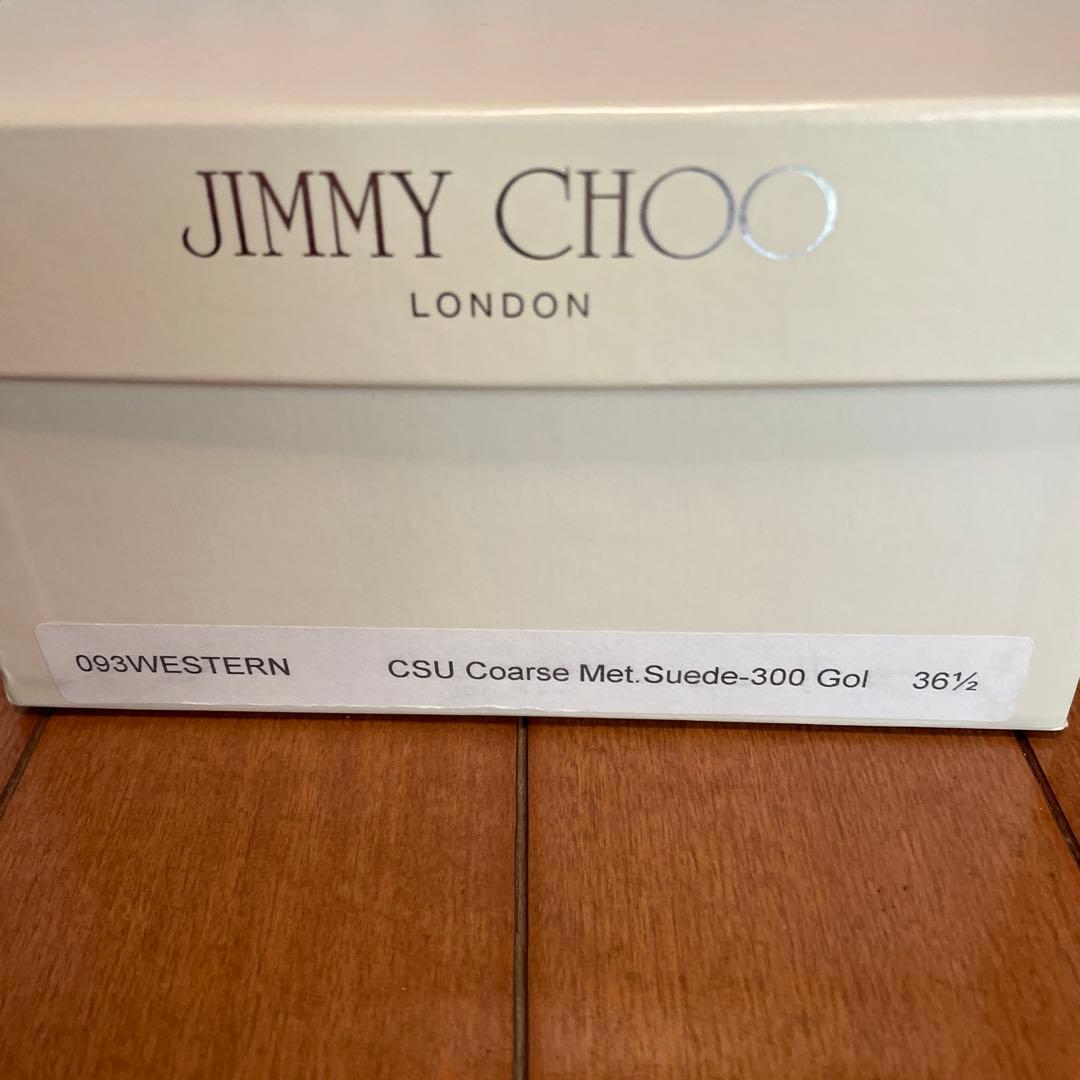 JIMMY CHOO
LONDON
093WESTERN CSU Coarse Met.Suede-300 Gol 36½